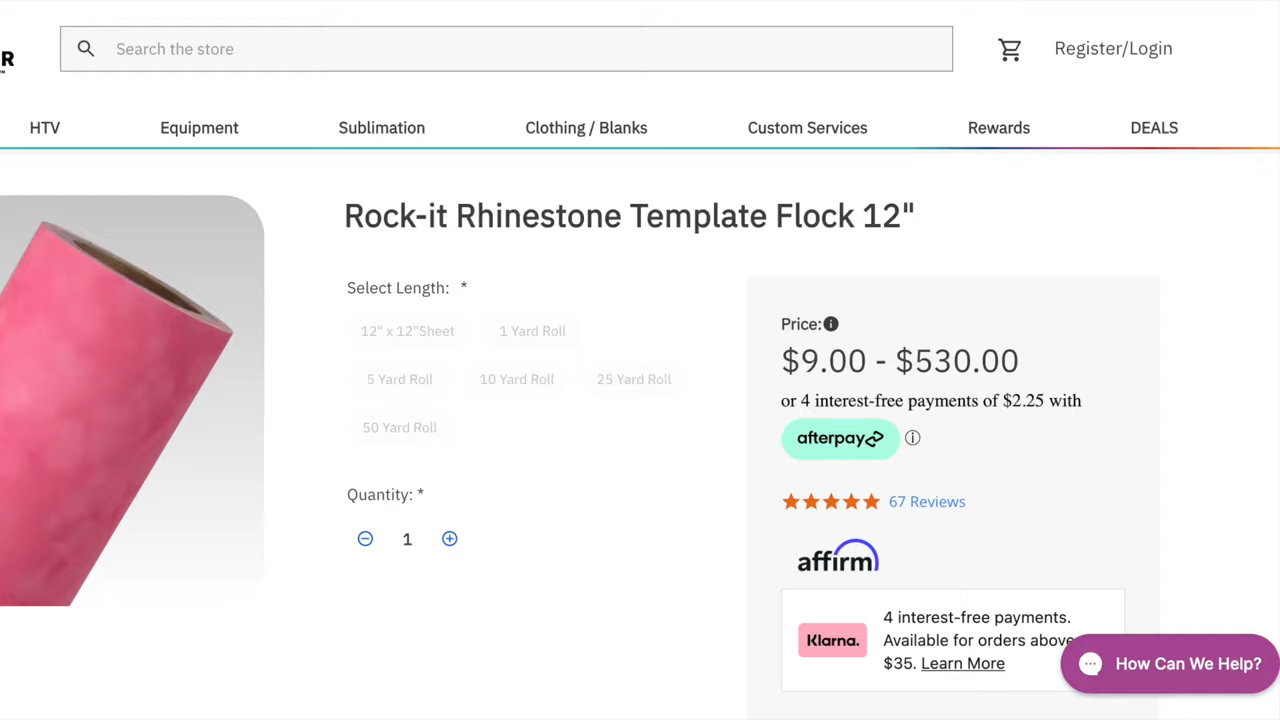 R
Search the store
Register/Login
HTV
Equipment
Sublimation
Clothing / Blanks
Custom Services
Rewards
DEALS
Rock-it Rhinestone Template Flock 12"
Select Length: *
12" x 12"Sheet
1 Yard Roll
5 Yard Roll
10 Yard Roll
25 Yard Roll
50 Yard Roll
Quantity: *
1
Price:
$9.00 - $530.00
or 4 interest-free payments of $2.25 with
afterpay
67 Reviews
affirm
Klarna.
4 interest-free payments.
Available for orders above
$35. Learn More
How Can We Help?